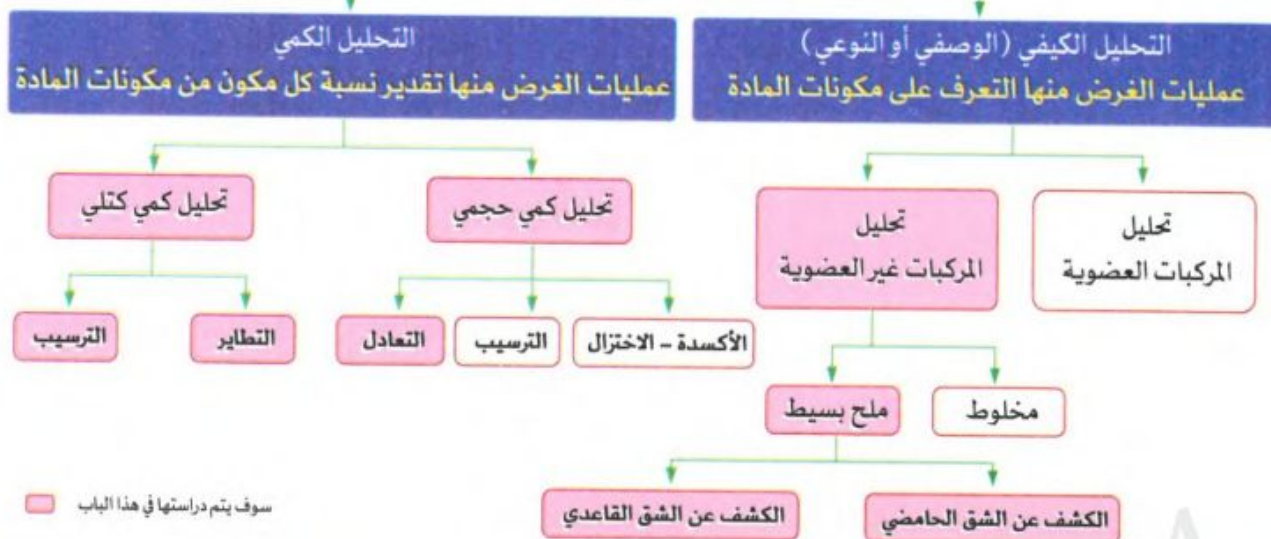 التحليل الكيفي (الوصفي أو النوعي)
عمليات الغرض منها التعرف على مكونات المادة
التحليل الكمي
عمليات الغرض منها تقدير نسبة كل مكون من مكونات المادة
تحليل
المركبات العضوية
تحليل
المركبات غير العضوية
تحليل كمي حجمي
تحليل كمي كتلي
الأكسدة – الاختزال
الترسيب
التعادل
التطاير
الترسيب
مخلوط
ملح بسيط
الكشف عن الشق الحامضي
الكشف عن الشق القاعدي
سوف يتم دراستها في هذا الباب